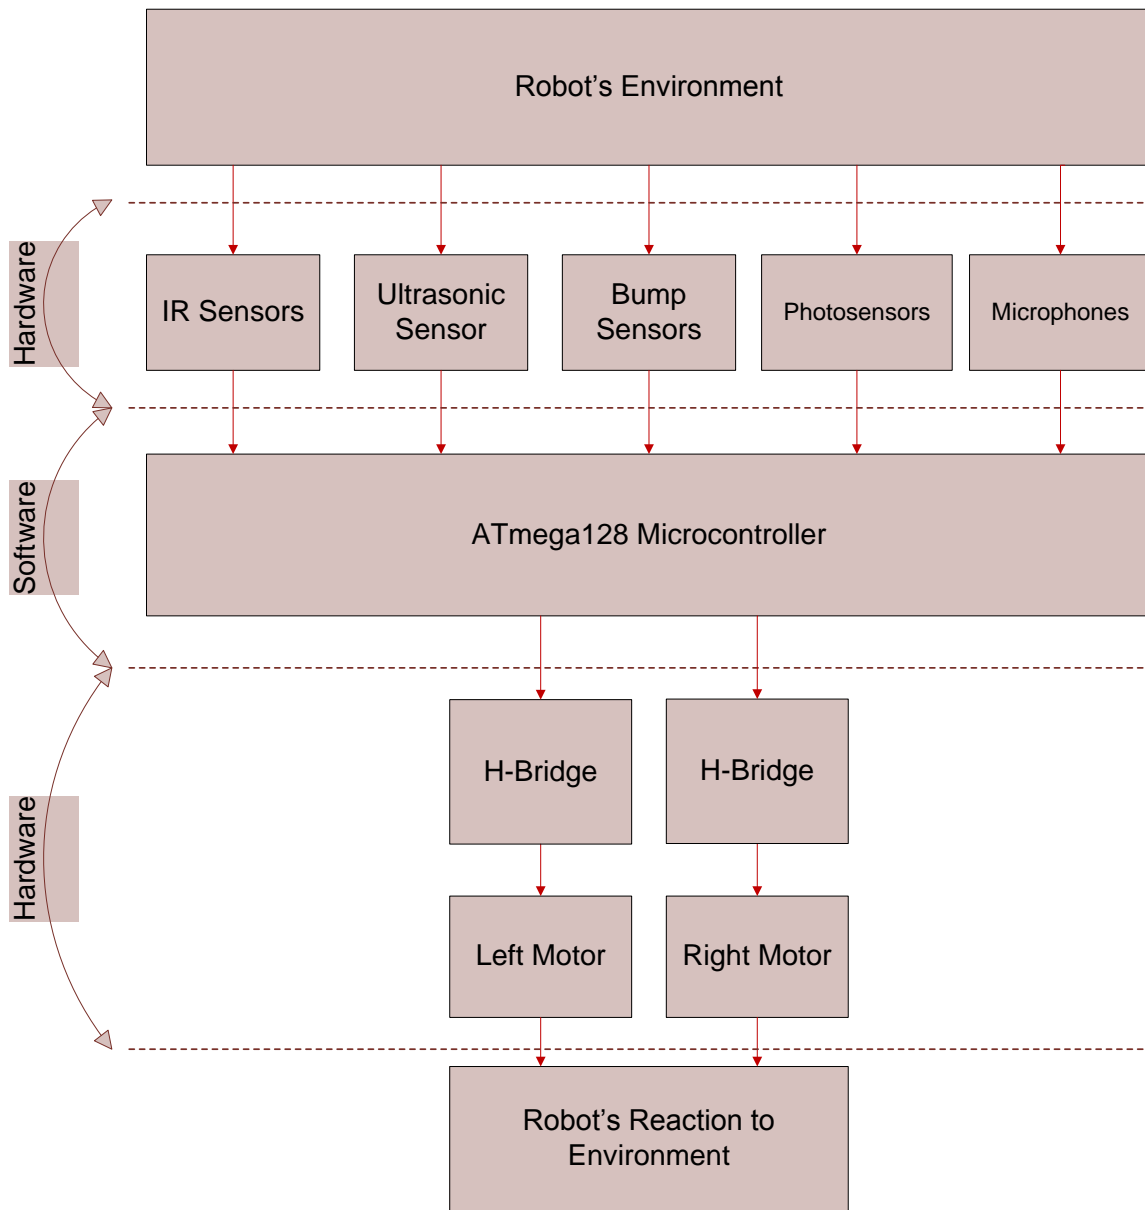 Robot’s Environment
Hardware
IR Sensors
Ultrasonic
Sensor
Bump
Sensors
Photosensors
Microphones
Software
ATmega128 Microcontroller
H-Bridge
H-Bridge
Hardware
Left Motor
Right Motor
Robot’s Reaction to
Environment